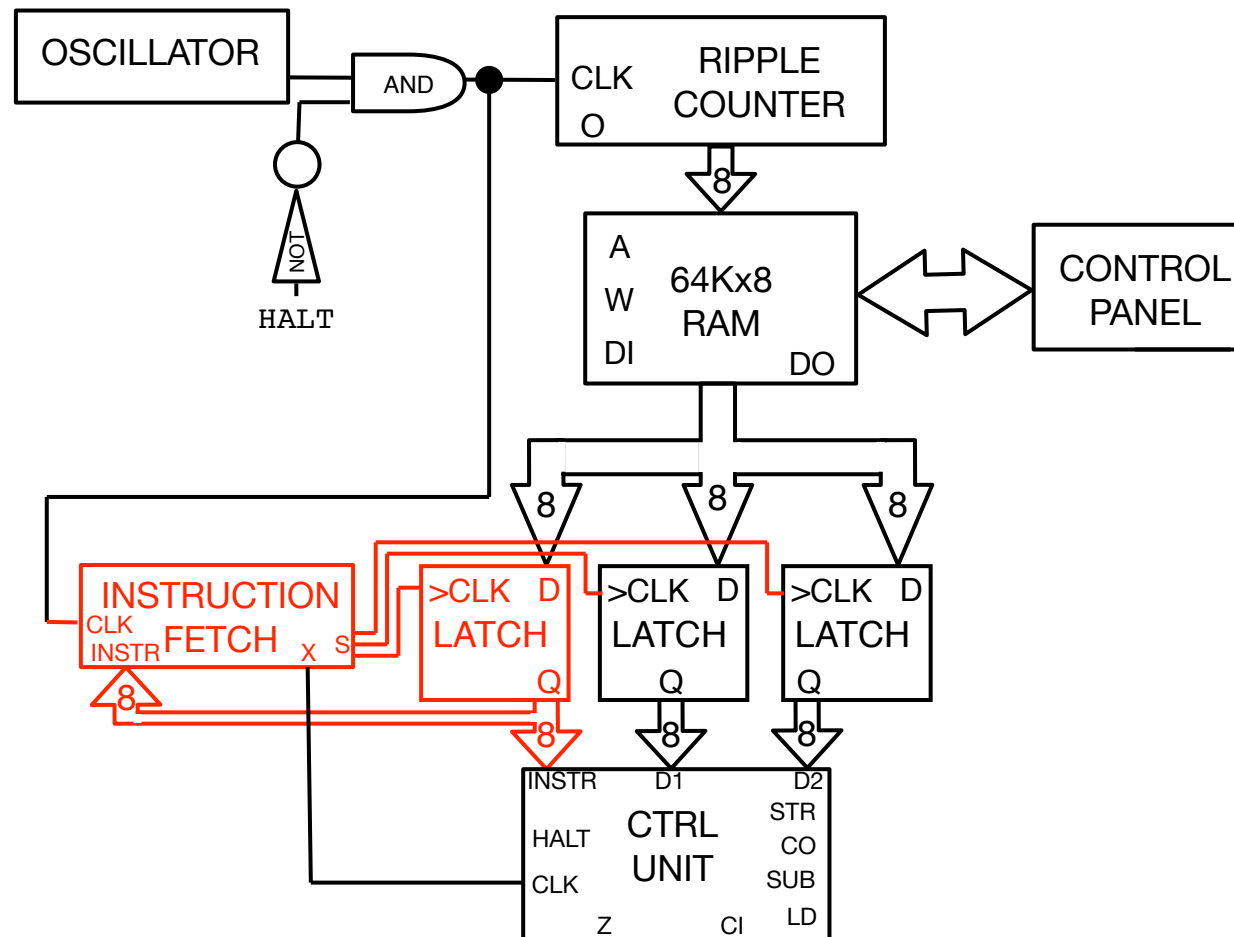 OSCILLATOR
AND
CLK
RIPPLE
COUNTER
O
8
NOT
HALT
A
W
DI
64Kx8
RAM
DO
CONTROL
PANEL
8
8
8
INSTRUCTION
FETCH
CLK
INSTR
X
S
>CLK D
LATCH
Q
>CLK D
LATCH
Q
>CLK D
LATCH
Q
8
8
8
8
INSTR
D1
D2
HALT
CLK
CTRL
UNIT
STR
CO
SUB
LD
Z
CI